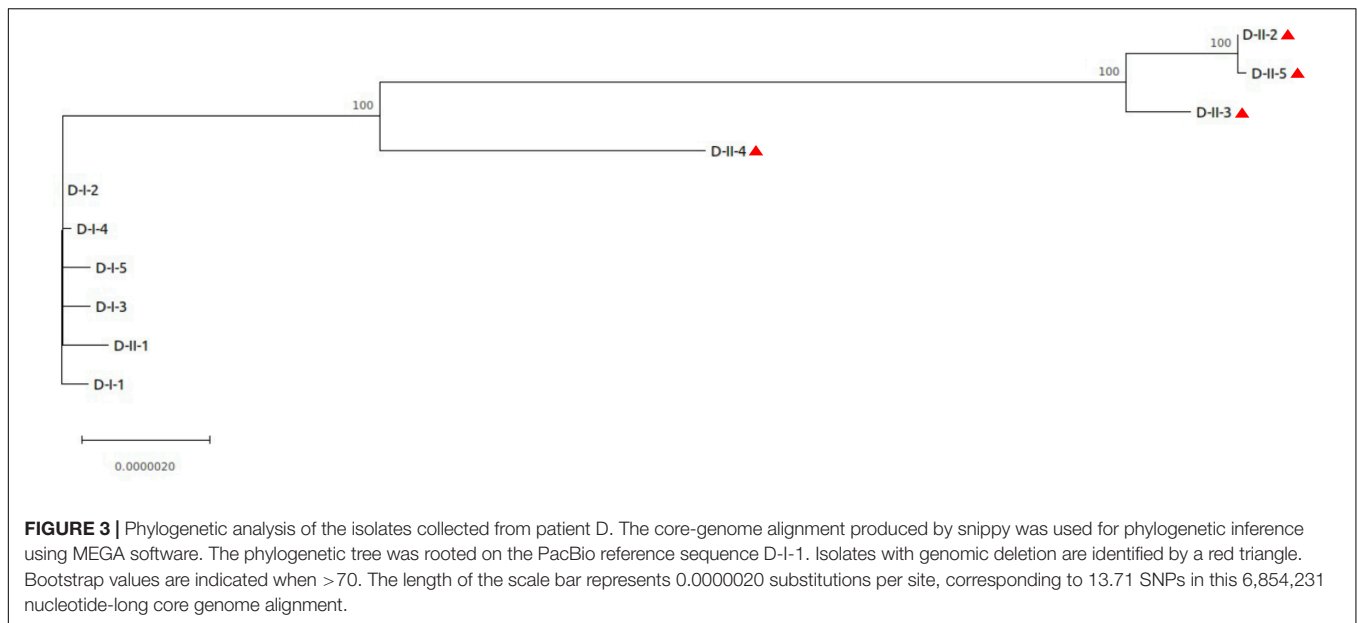 D-II-2
100
D-II-5
100
D-II-3
100
D-II-4
D-I-2
D-I-4
D-I-5
D-I-3
D-II-1
D-I-1
0.0000020
FIGURE 3 | Phylogenetic analysis of the isolates collected from patient D. The core-genome alignment produced by snippy was used for phylogenetic inference
using MEGA software. The phylogenetic tree was rooted on the PacBio reference sequence D-I-1. Isolates with genomic deletion are identified by a red triangle.
Bootstrap values are indicated when >70. The length of the scale bar represents 0.0000020 substitutions per site, corresponding to 13.71 SNPs in this 6,854,231
nucleotide-long core genome alignment.